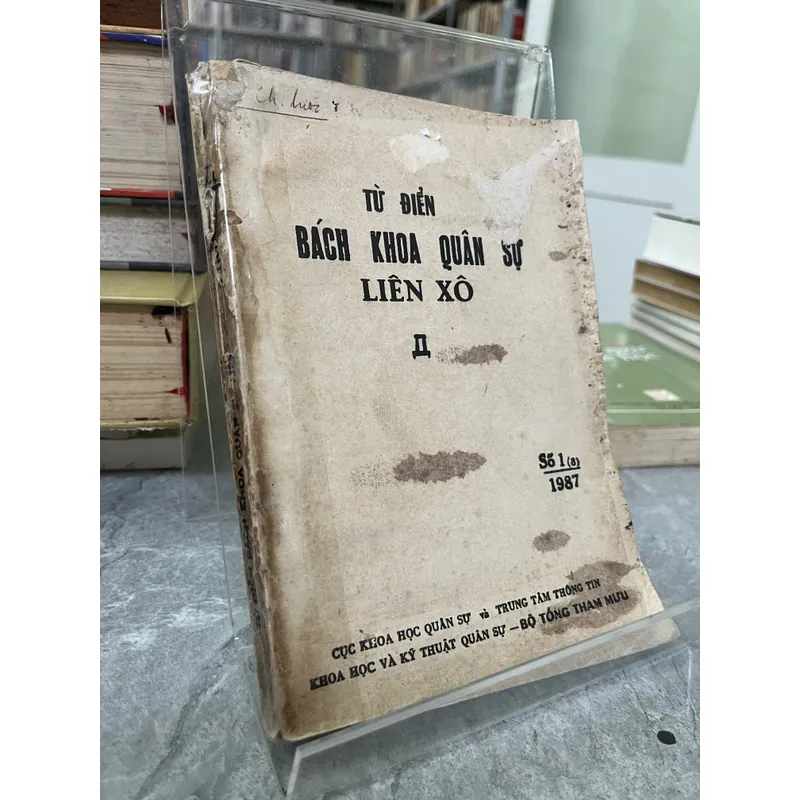 TỪ ĐIỂN
BÁCH KHOA QUÂN SỰ
LIÊN XÔ
Д
Số 1 (8)
1987
CỤC KHOA HỌC QUÂN SỰ và TRUNG TÂM THÔNG TIN
KHOA HỌC VÀ KỸ THUẬT QUÂN SỰ — BỘ TỔNG THAM MƯU